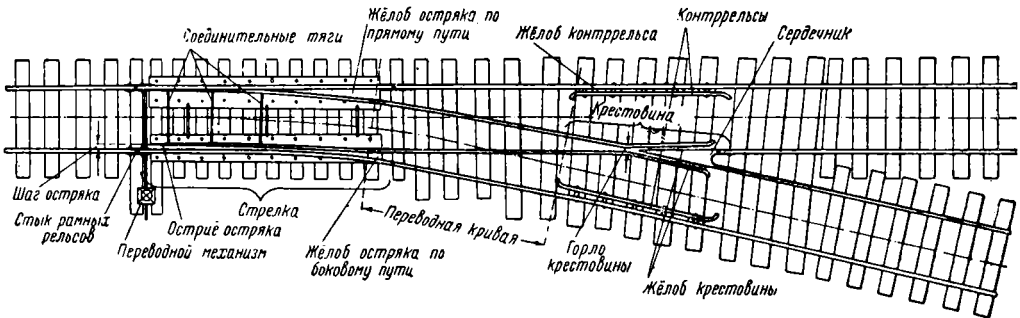 Соединительные тяги
Жёлоб остряка по
прямому пути
Жёлоб контррельса
Контррельсы
Сердечник
Крестовина
Шаг остряка
Стык рамных
рельсов
Остриё остряка
Переводной механизм
Стрелка
Переводная кривая
Жёлоб остряка по
боковому пути
Горло
крестовины
Жёлоб крестовины